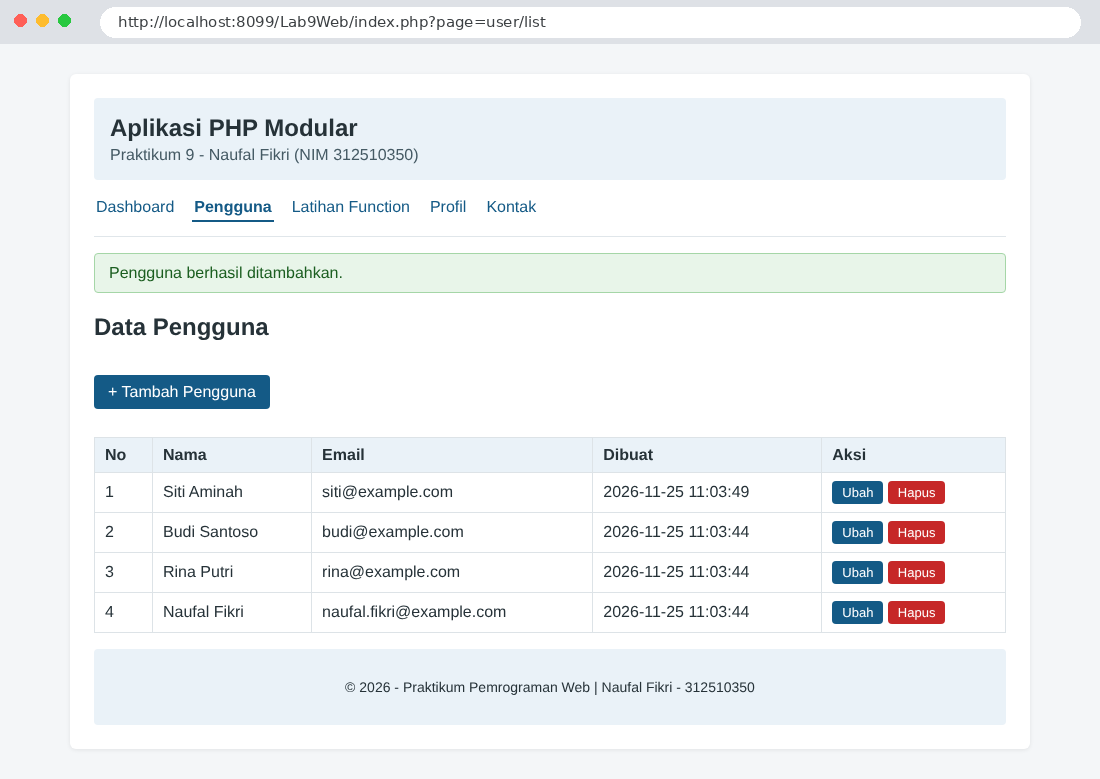 http://localhost:8099/Lab9Web/index.php?page=user/list
Aplikasi PHP Modular
Praktikum 9 - Naufal Fikri (NIM 312510350)
Dashboard Pengguna Latihan Function Profil Kontak
Pengguna berhasil ditambahkan.
Data Pengguna
+ Tambah Pengguna
No Nama Email Dibuat Aksi
1 Siti Aminah siti@example.com 2026-11-25 11:03:49 Ubah Hapus
2 Budi Santoso budi@example.com 2026-11-25 11:03:44 Ubah Hapus
3 Rina Putri rina@example.com 2026-11-25 11:03:44 Ubah Hapus
4 Naufal Fikri naufal.fikri@example.com 2026-11-25 11:03:44 Ubah Hapus
© 2026 - Praktikum Pemrograman Web | Naufal Fikri - 312510350